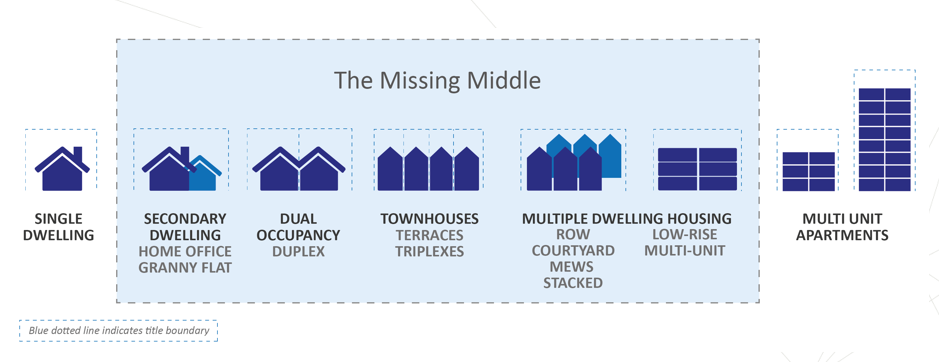 The Missing Middle
SINGLE
DWELLING
SECONDARY
DWELLING
HOME OFFICE
GRANNY FLAT
DUAL
OCCUPANCY
DUPLEX
TOWNHOUSES
TERRACES
TRIPLEXES
MULTIPLE DWELLING HOUSING
ROW
COURTYARD
MEWS
STACKED
LOW-RISE
MULTI-UNIT
MULTI UNIT
APARTMENTS
Blue dotted line indicates title boundary